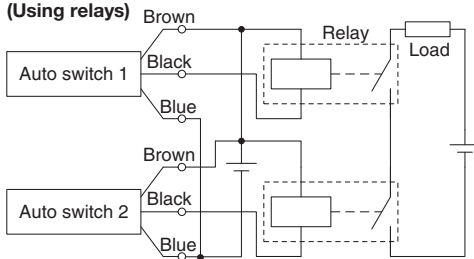 (Using relays)
Brown
Relay
Load
Auto switch 1
Black
Blue
Brown
Auto switch 2
Black
Blue